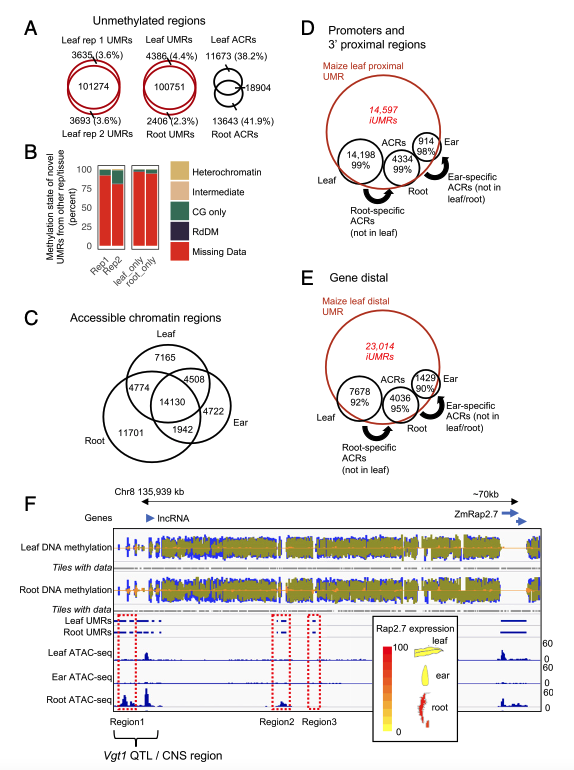 A
Unmethylated regions
Leaf rep 1 UMRs
3635 (3.6%)
101274
3693 (3.6%)
Leaf rep 2 UMRs
Leaf UMRs
4386 (4.4%)
100751
2406 (2.3%)
Root UMRs
Leaf ACRs
11673 (38.2%)
18904
13643 (41.9%)
Root ACRs
B
Methylation state of novel
UMRs from other rep/tissue
(percent)
100
75
50
25
0
Rep1
Rep2
leaf_only
root_only
Heterochromatin
Intermediate
CG only
RdDM
Missing Data
C
Accessible chromatin regions
Leaf
7165
4774
4508
14130
4722
11701
1942
Ear
Root
D
Promoters and
3' proximal regions
Maize leaf proximal
UMR
14,597
iUMRs
ACRs
914
98%
Ear
14,198
99%
4334
99%
Leaf
Root
Ear-specific
ACRs (not in
leaf/root)
Root-specific
ACRs
(not in leaf)
E
Gene distal
Maize leaf distal
UMR
23,014
iUMRs
ACRs
1429
90%
Ear
7678
92%
4036
95%
Leaf
Root
Ear-specific
ACRs (not in
leaf/root)
Root-specific
ACRs
(not in leaf)
F
Chr8 135,939 kb
~70kb
Genes
lncRNA
ZmRap2.7
Leaf DNA methylation
Tiles with data
Root DNA methylation
Tiles with data
Leaf UMRs
Root UMRs
Leaf ATAC-seq
60
0
Ear ATAC-seq
60
0
Root ATAC-seq
60
0
Rap2.7 expression
100
leaf
ear
root
0
Region1
Region2
Region3
Vgt1 QTL / CNS region